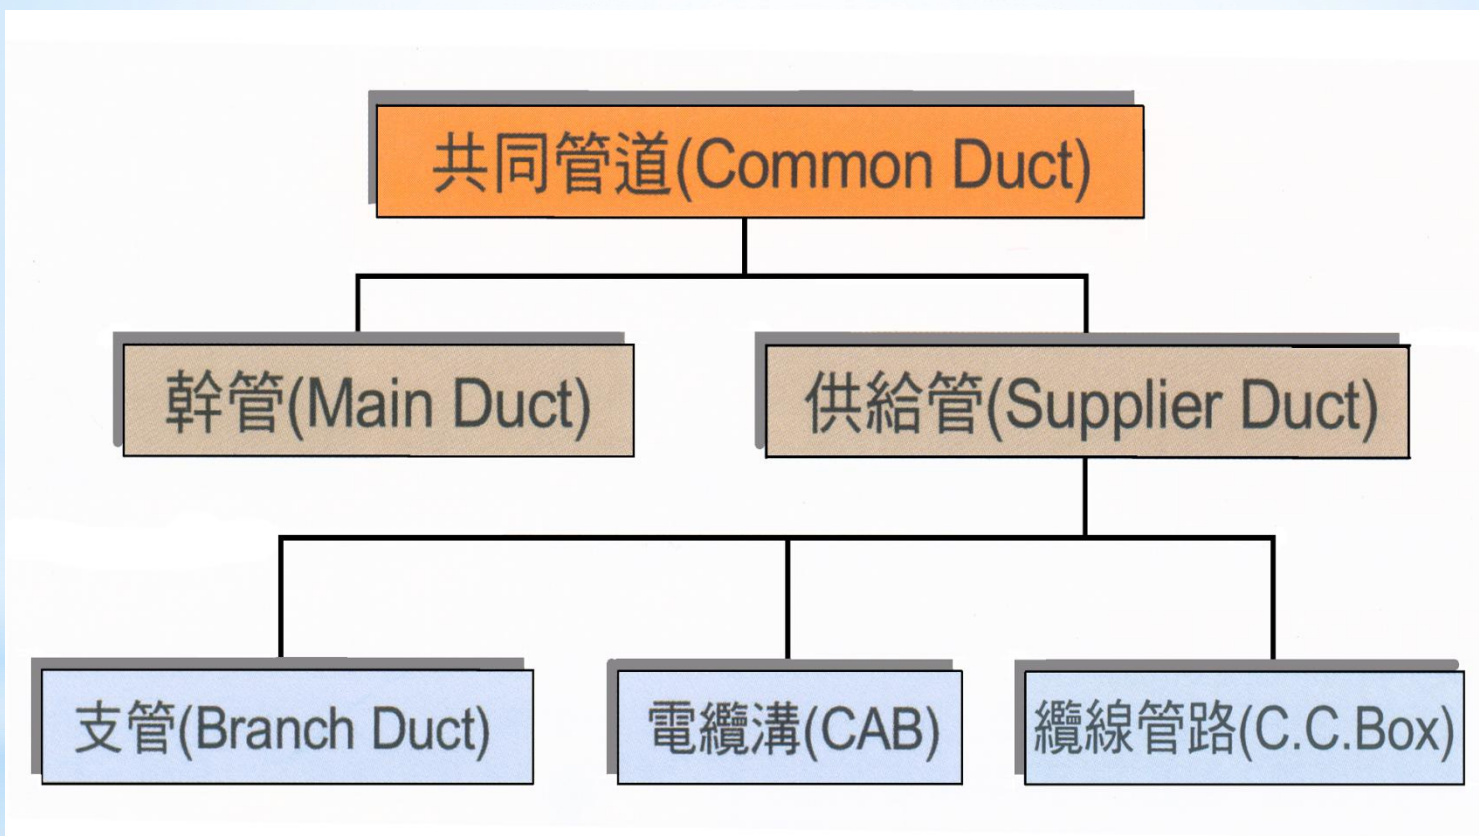 共同管道(Common Duct)
幹管(Main Duct)
供給管(Supplier Duct)
支管(Branch Duct)
電纜溝(CAB)
纜線管路(C.C.Box)